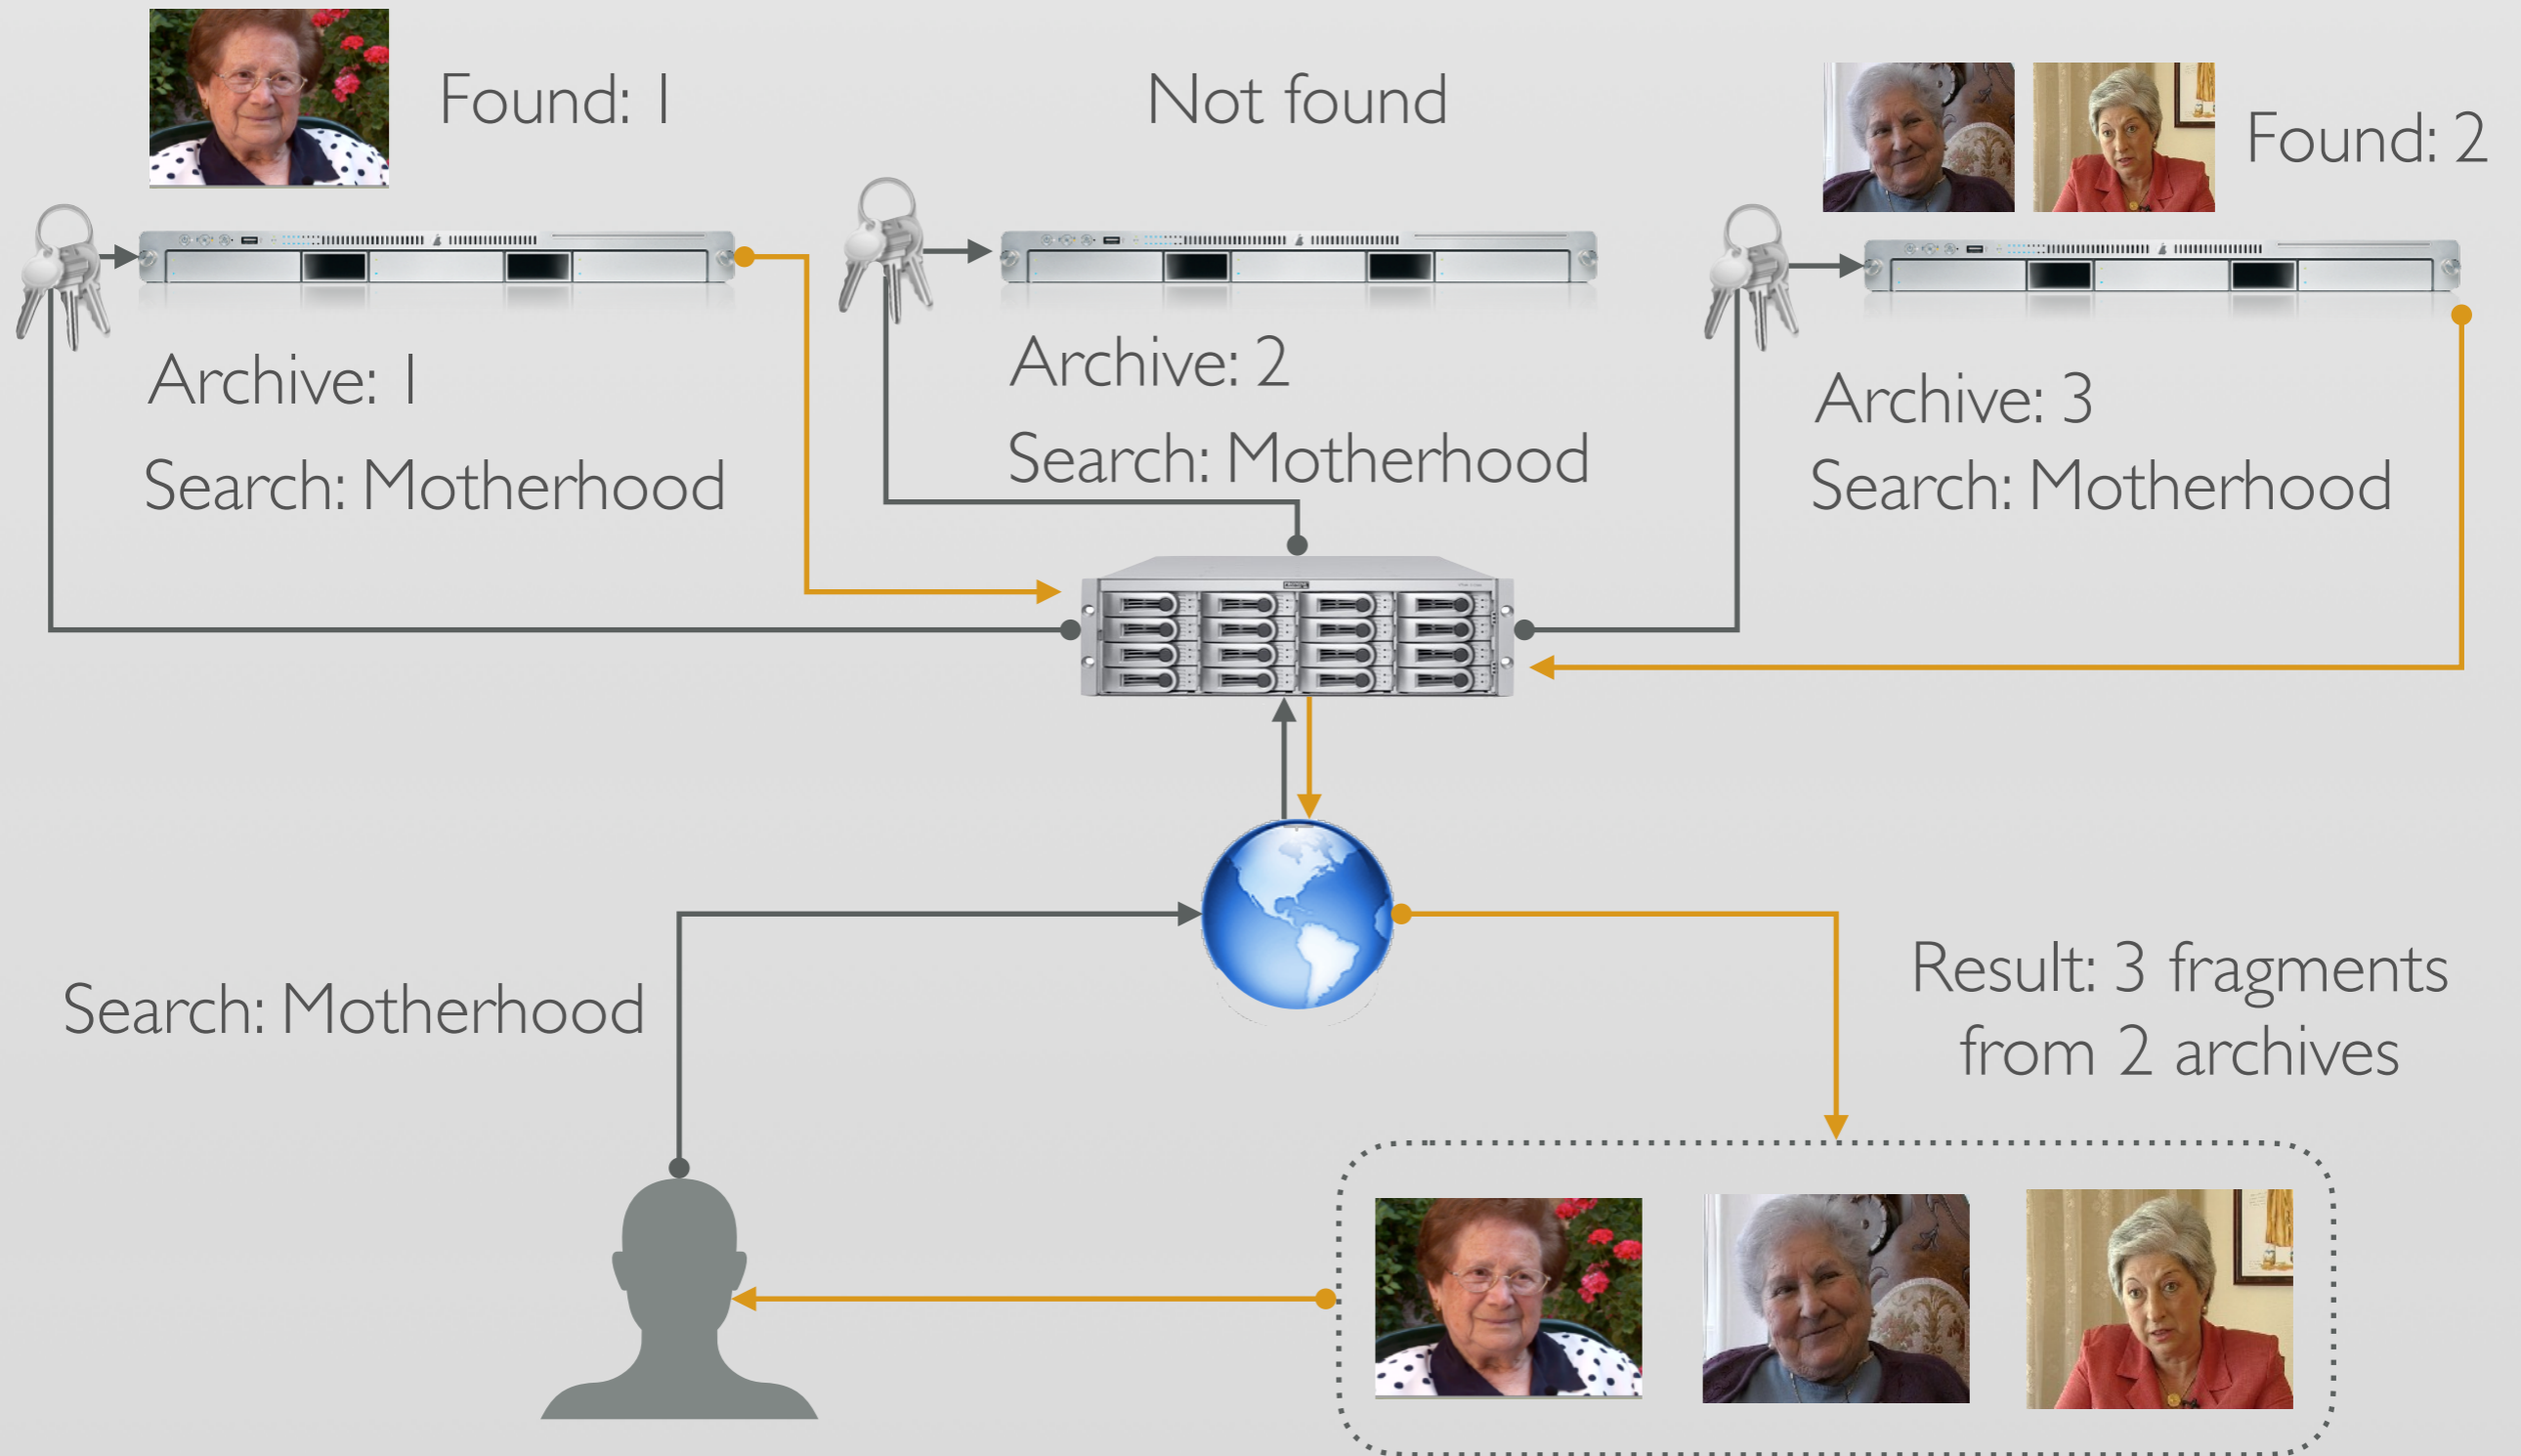 Found: 1
Not found
Found: 2
Archive: 1
Search: Motherhood
Archive: 2
Search: Motherhood
Archive: 3
Search: Motherhood
Search: Motherhood
Result: 3 fragments
from 2 archives